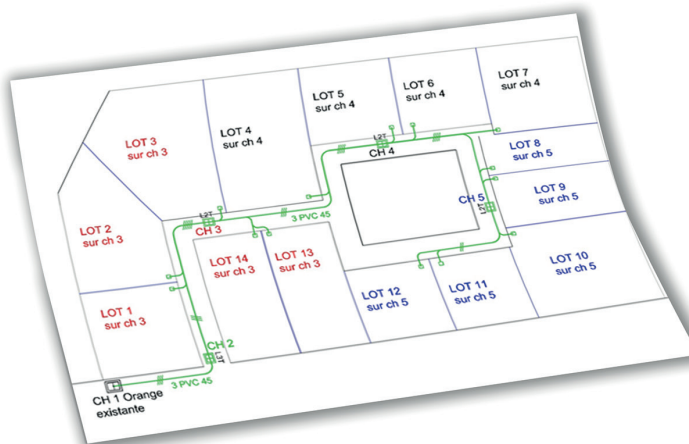 LOT 5
sur ch 4
LOT 6
sur ch 4
LOT 7
sur ch 4
LOT 3
sur ch 3
LOT 4
sur ch 4
L2T
CH 4
LOT 8
sur ch 5
LOT 9
sur ch 5
CH 5
L2T
LOT 2
sur ch 3
L2T
CH 3
3 PVC 45
LOT 14
sur ch 3
LOT 13
sur ch 3
LOT 10
sur ch 5
LOT 12
sur ch 5
LOT 11
sur ch 5
LOT 1
sur ch 3
CH 2
L3T
3 PVC 45
CH 1 Orange
existante